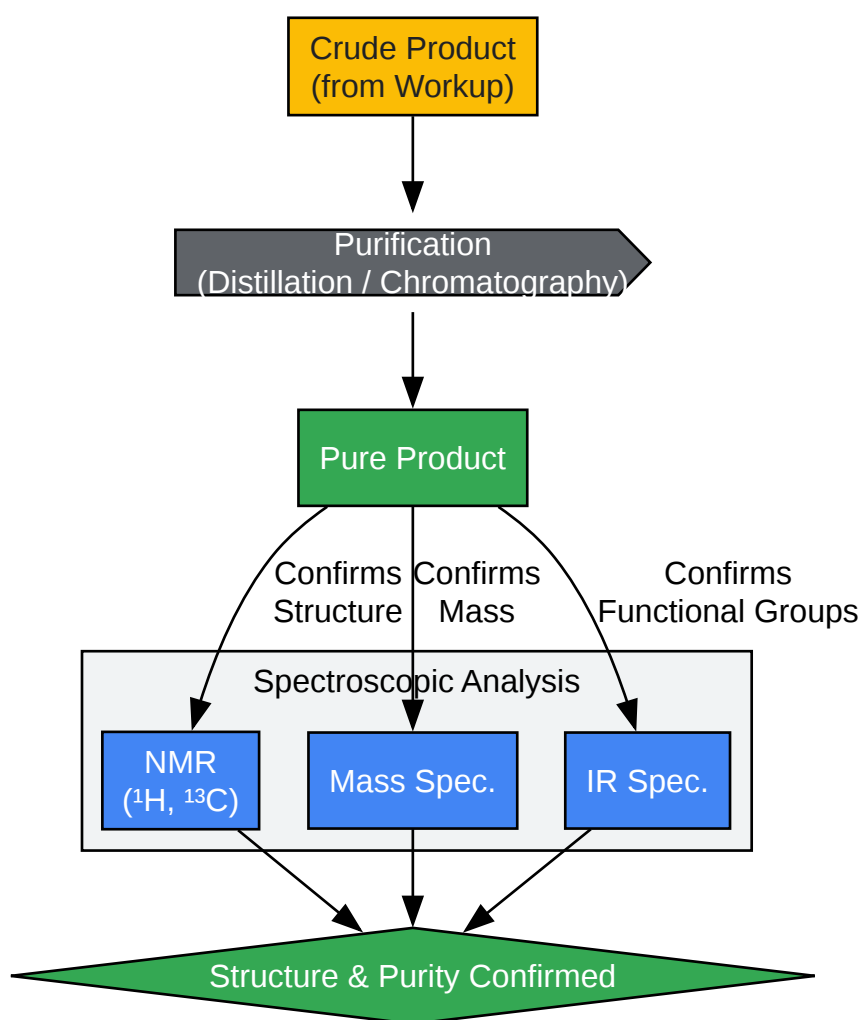 Crude Product
(from Workup)
Purification
(Distillation / Chromatography)
Pure Product
Confirms
Structure
Confirms
Mass
Confirms
Functional Groups
Spectroscopic Analysis
NMR
(¹H, ¹³C)
Mass Spec.
IR Spec.
Structure & Purity Confirmed